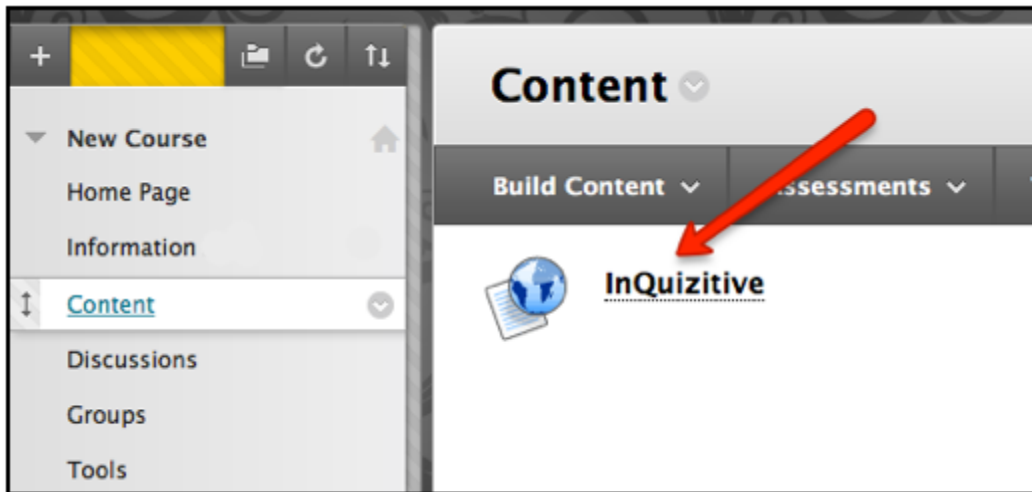 New Course
Home Page
Information
Content
Discussions
Groups
Tools
Content
Build Content
InQuizitive